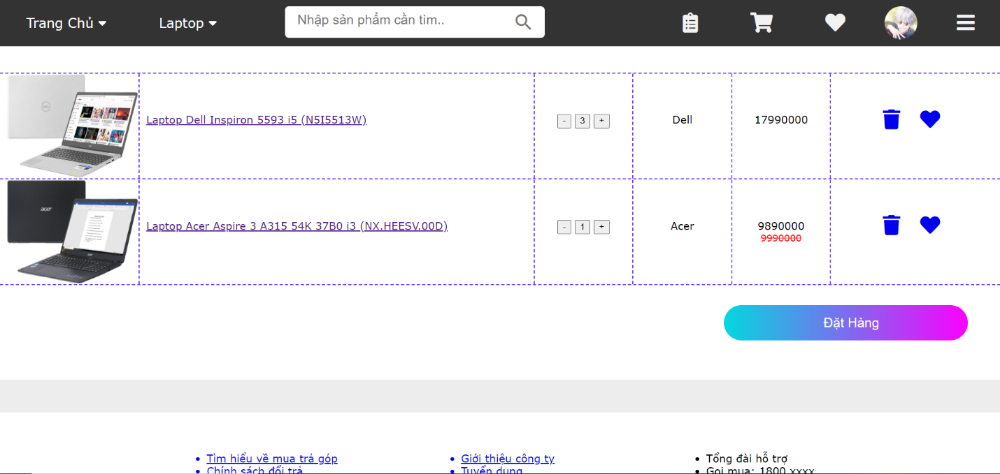 Trang Chủ
Laptop
Nhập sản phẩm cần tìm..
Laptop Dell Inspiron 5593 i5 (N5I5513W)
- 3 +
Dell
17990000
acer
Laptop Acer Aspire 3 A315 54K 37B0 i3 (NX.HEESV.00D)
- 1 +
Acer
9890000
9990000
Đặt Hàng
Tìm hiểu về mua trả góp
Chính sách đổi trả
Giới thiệu công ty
Tuyển dụng
Tổng đài hỗ trợ
Gọi mua: 1800.xxxx